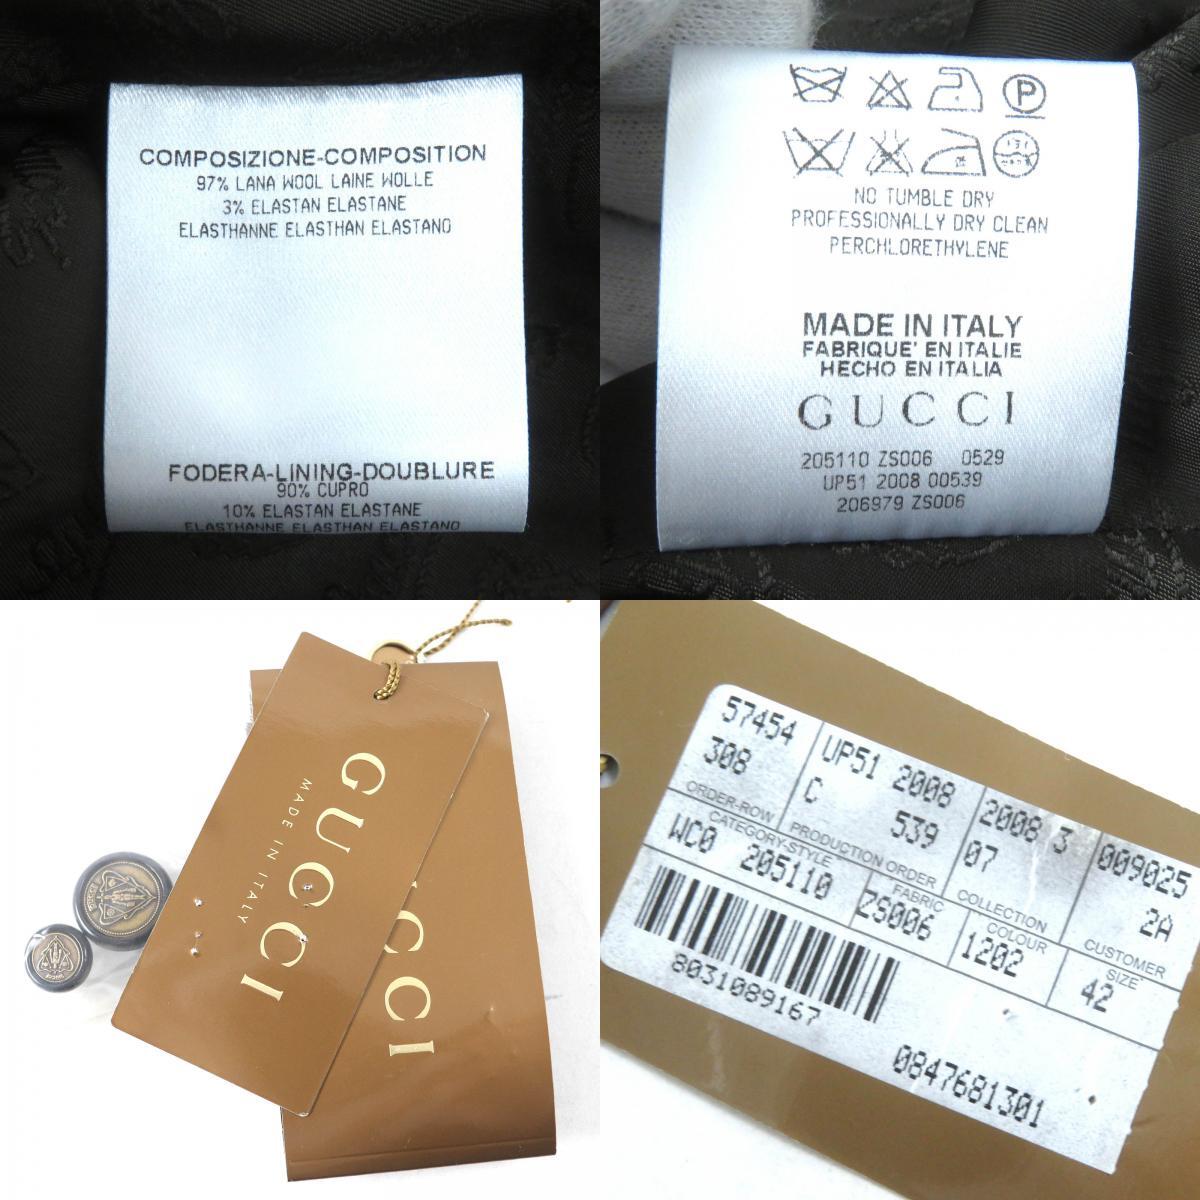 COMPOSIZIONE-COMPOSITION
97% LANA WOOL LAINE WOLLE
3% ELASTAN ELASTANE
ELASTHANNE ELASTHAN ELASTANO
FODERA-LINING-DOUBLURE
90% CUPRO
10% ELASTAN ELASTANE
ELASTHANNE ELASTHAN ELASTANO
P
NO TUMBLE DRY
PROFESSIONALLY DRY CLEAN
PERCHLORETHYLENE
MADE IN ITALY
FABRIQUE' EN ITALIE
HECHO EN ITALIA
GUCCI
205110 ZS006 0529
UP51 2008 00539
206979 ZS006
GUCCI
MADE IN ITALY
CCI
GUCCI
57454 UP51 2008 2008 3 009025
308 C 539 07 2A
ORDER-ROW PRODUCTION ORDER COLLECTION CUSTOMER
CATEGORY-STYLE FABRIC COLOUR SIZE
WC0 205110 ZS006 1202 42
8031089167
0847681301